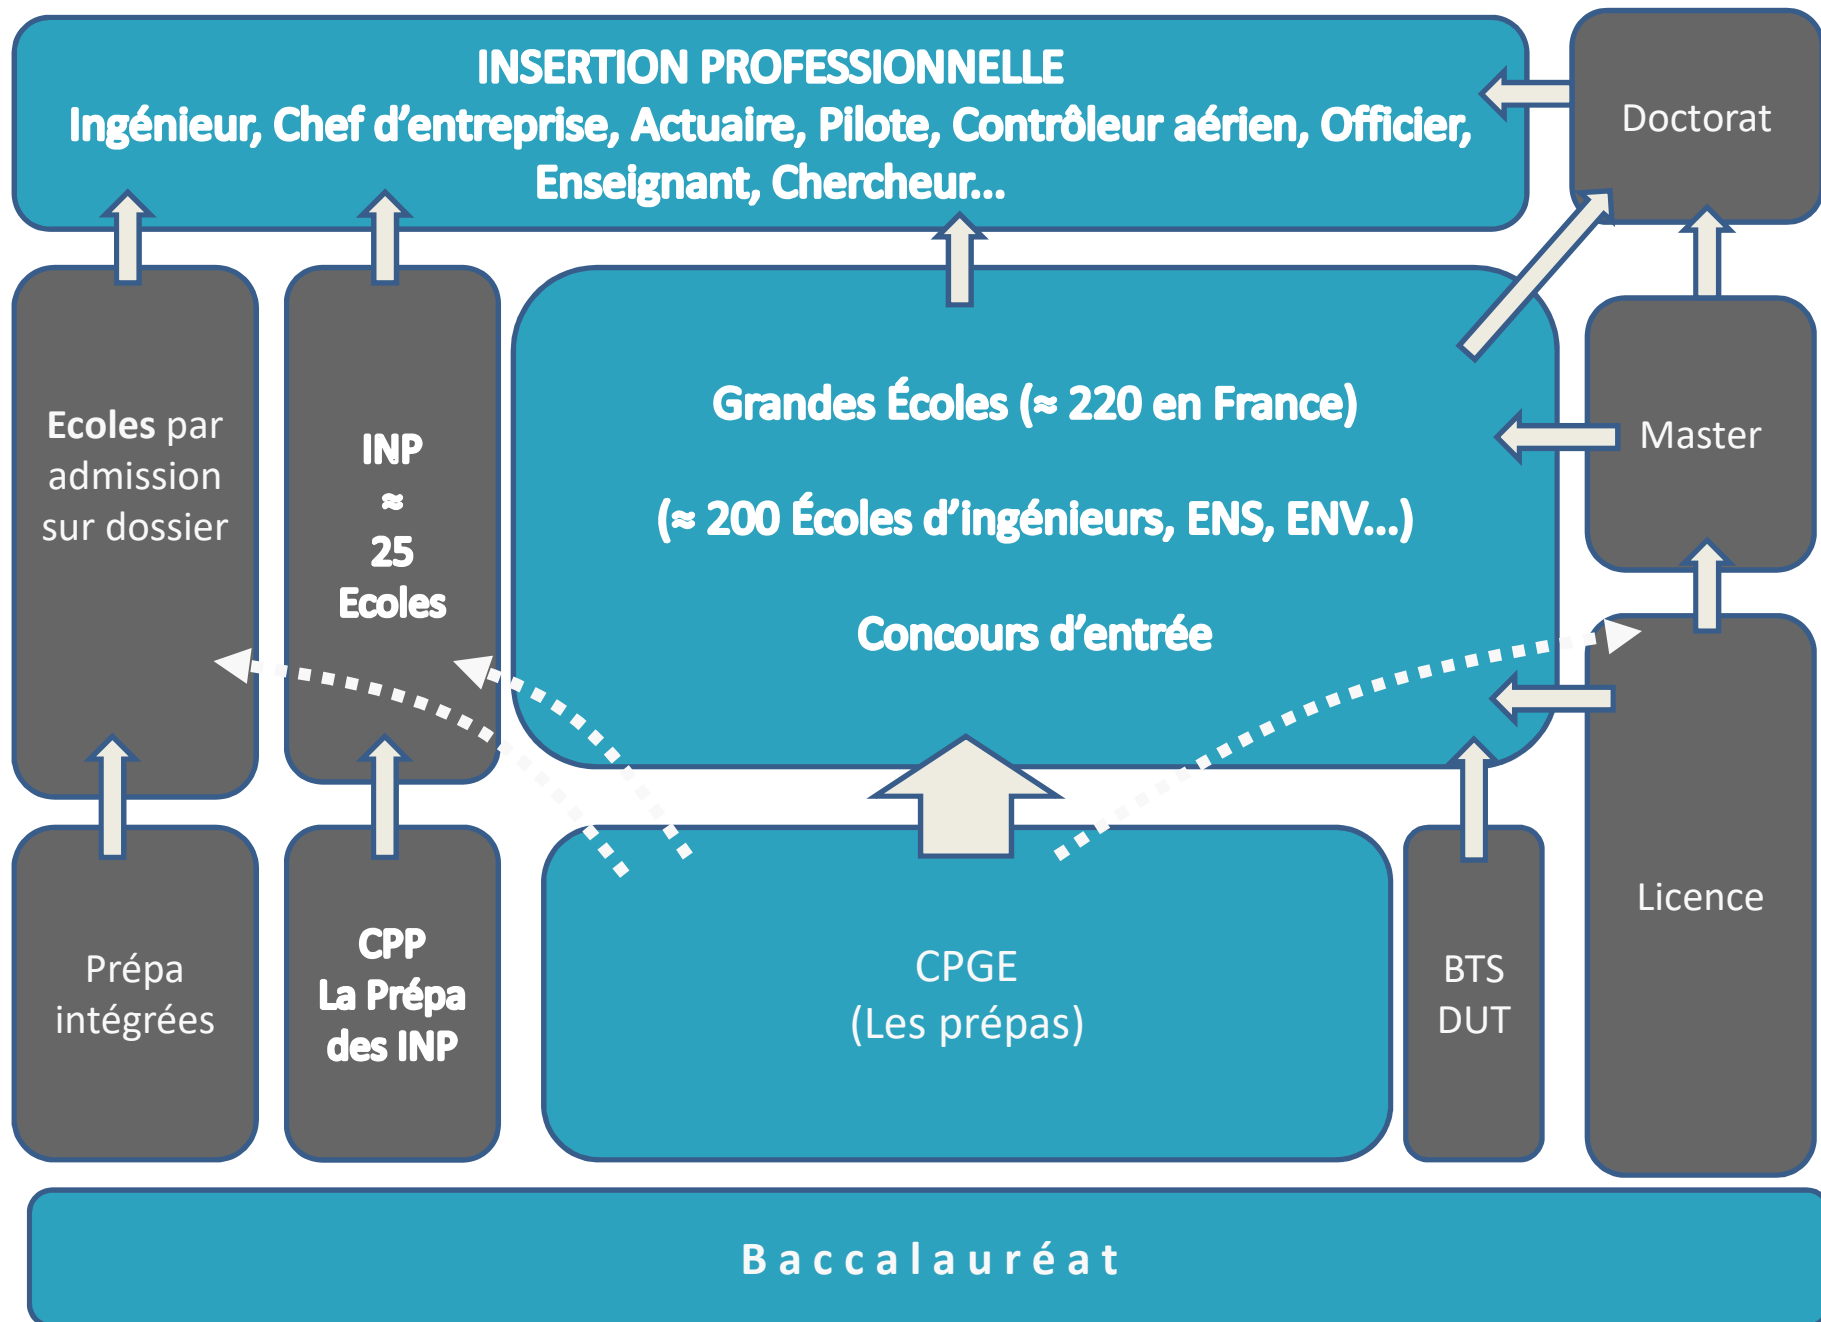 INSERTION PROFESSIONNELLE
Ingénieur, Chef d’entreprise, Actuaire, Pilote, Contrôleur aérien, Officier,
Enseignant, Chercheur...
Doctorat
Ecoles par
admission
sur dossier
INP
≈
25
Ecoles
Grandes Écoles (≈ 220 en France)
(≈ 200 Écoles d’ingénieurs, ENS, ENV...)
Concours d’entrée
Master
Prépa
intégrées
CPP
La Prépa
des INP
CPGE
(Les prépas)
BTS
DUT
Licence
Baccalauréat